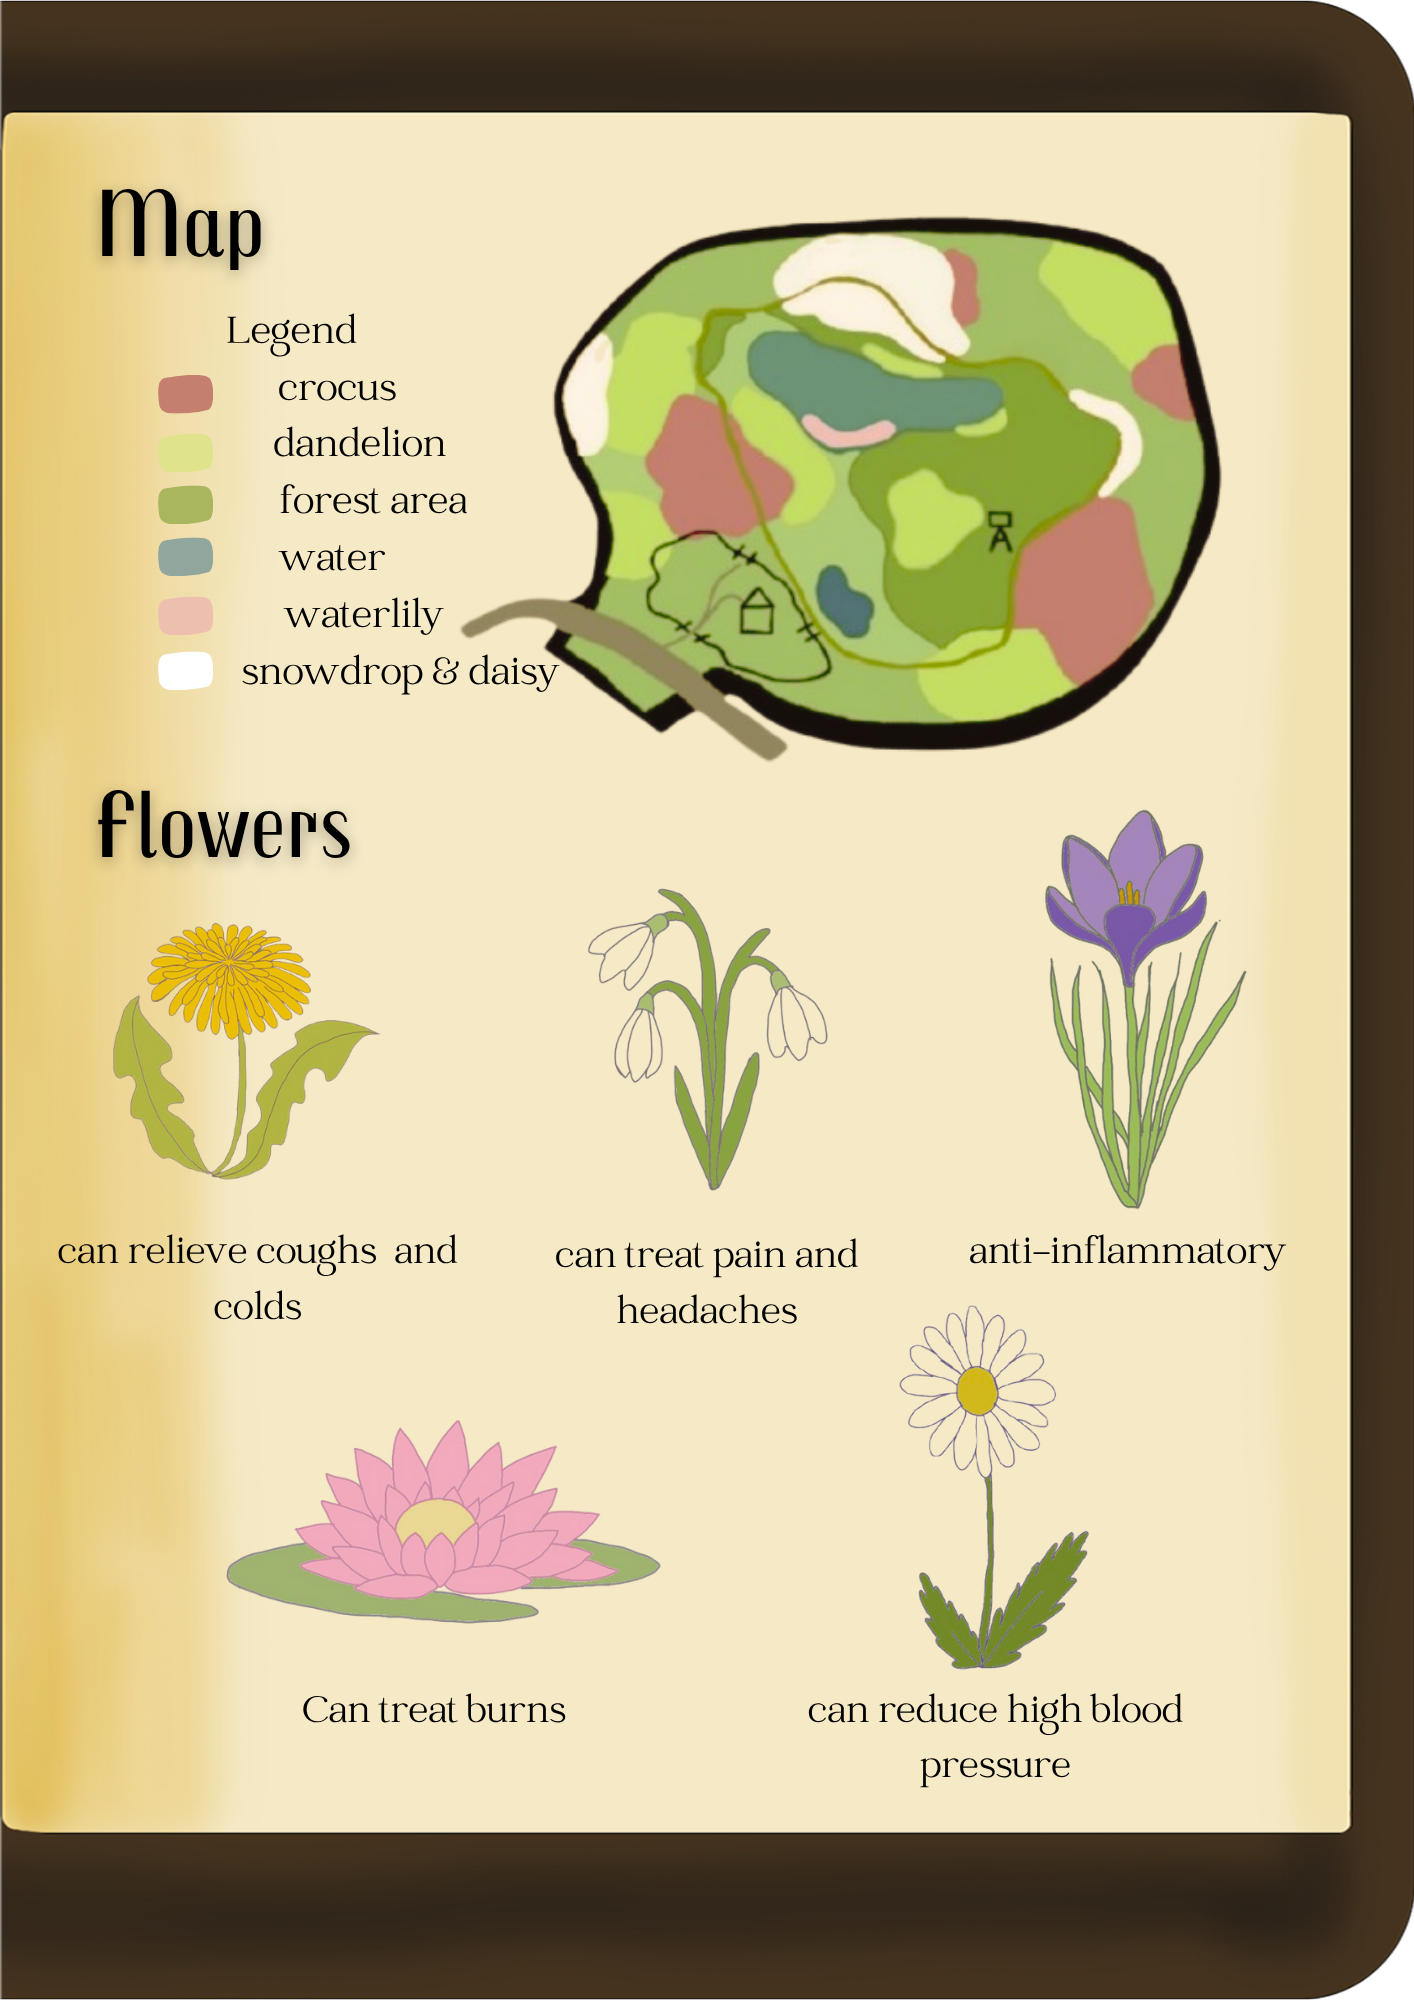 Map
Legend
crocus
dandelion
forest area
water
waterlily
snowdrop & daisy
flowers
can relieve coughs and
colds
can treat pain and
headaches
anti-inflammatory
Can treat burns
can reduce high blood
pressure